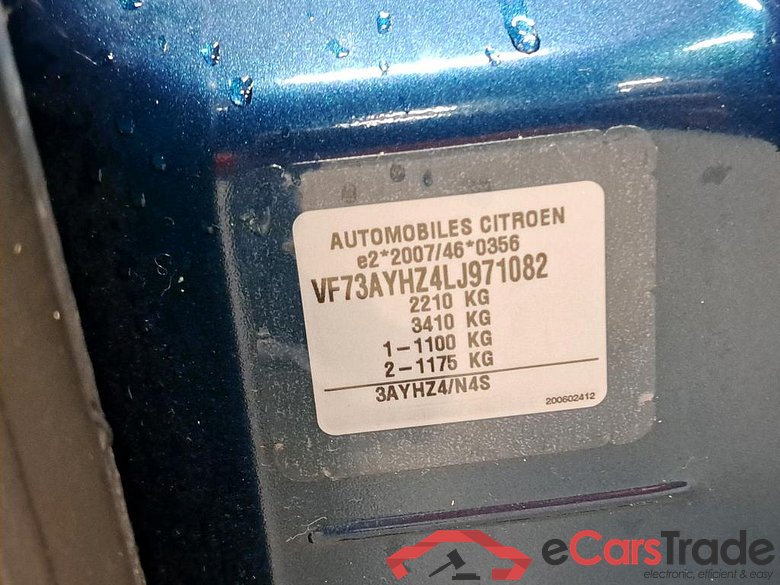 AUTOMOBILES CITROEN
e2*2007/46*0356
VF73AYHZ4LJ971082
2210 KG
3410 KG
1-1100 KG
2-1175 KG
3AYHZ4/N4S
200602412
eCarsTrade
electronic, efficient & easy